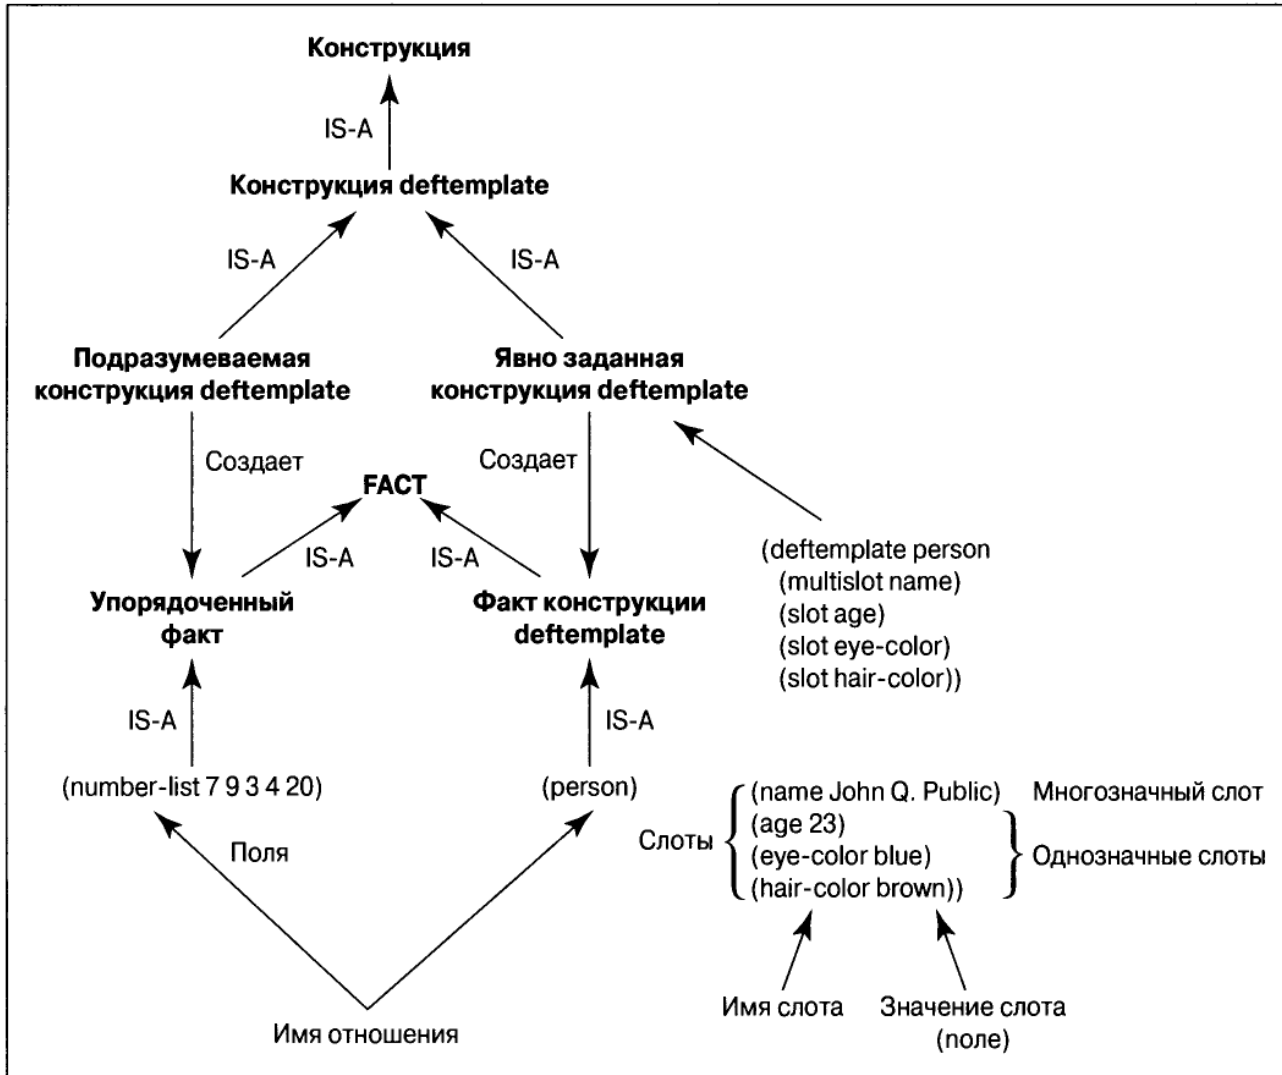 Конструкция
IS-A
Конструкция deftemplate
IS-A
IS-A
Подразумеваемая
конструкция deftemplate
Явно заданная
конструкция deftemplate
Создает
Создает
FACT
IS-A
IS-A
Упорядоченный
факт
Факт конструкции
deftemplate
(deftemplate person
(multislot name)
(slot age)
(slot eye-color)
(slot hair-color))
IS-A
IS-A
(number-list 7 9 3 4 20)
(person)
Поля
Слоты
(name John Q. Public)
(age 23)
(eye-color blue)
(hair-color brown))
Многозначный слот
Однозначные слоты
Имя отношения
Имя слота
Значение слота
(поле)